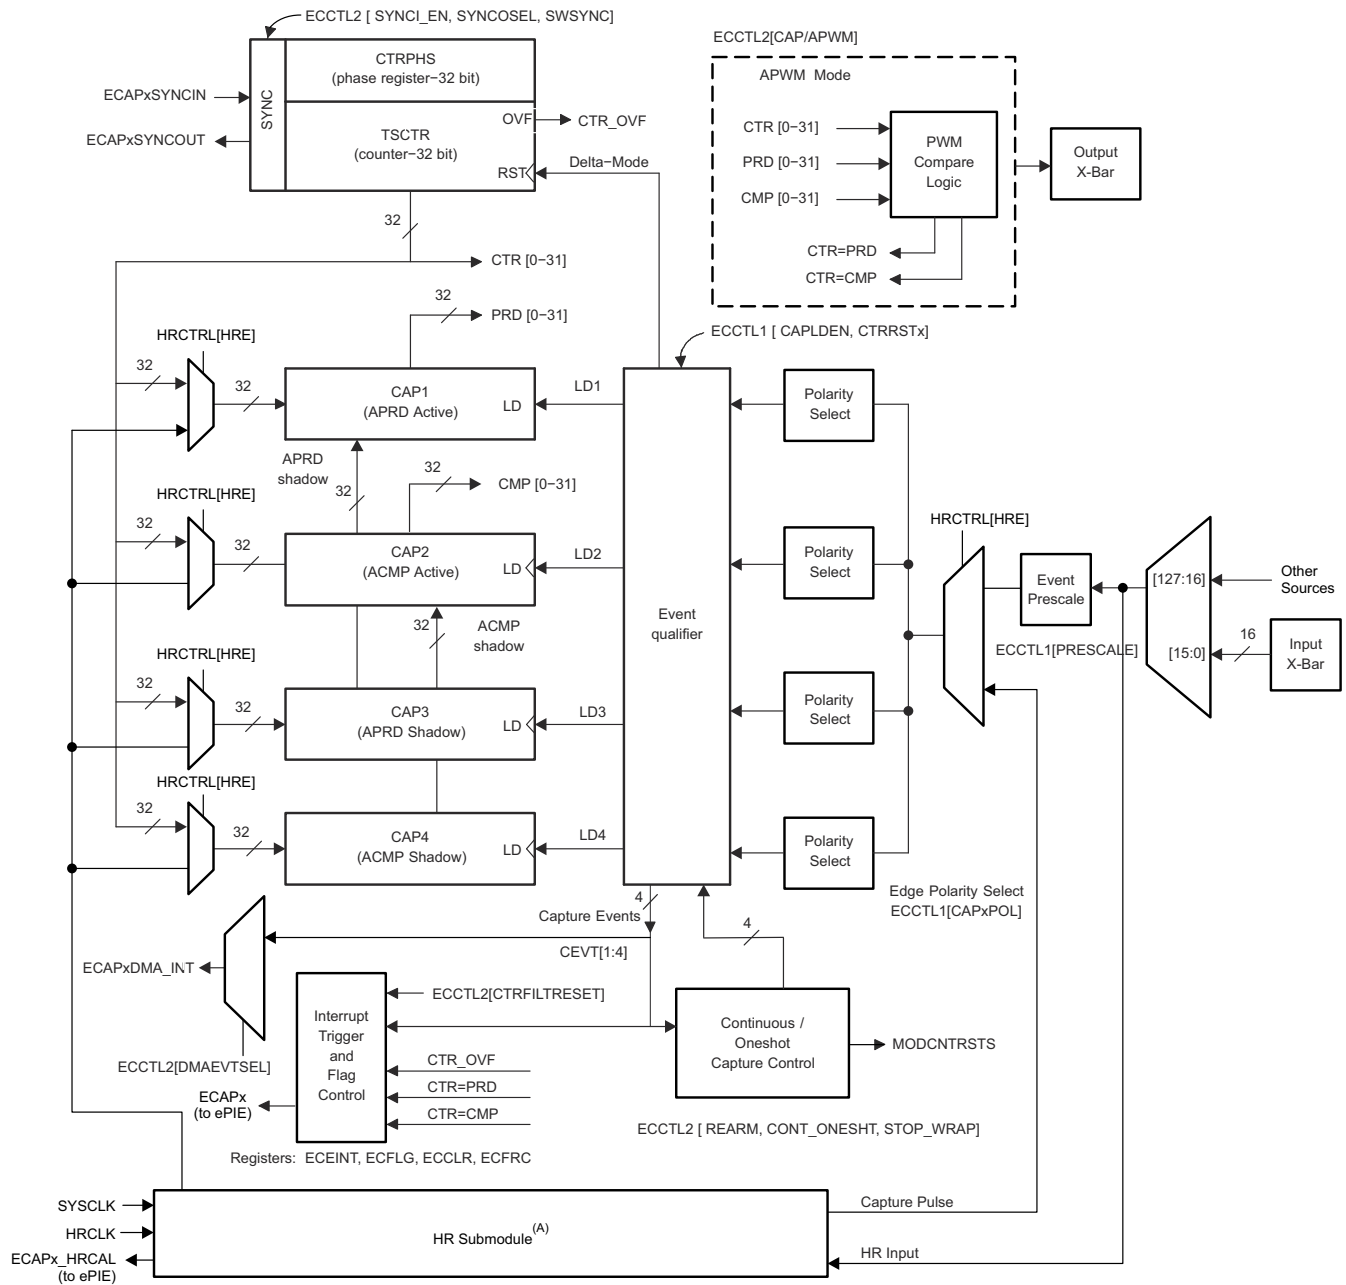 ECCTL2 [ SYNCI_EN, SYNCOSEL, SWSYNC]
SYNC
CTRPHS
(phase register−32 bit)
ECAPxSYNCIN
ECAPxSYNCOUT
TSCTR
(counter−32 bit)
OVF
CTR_OVF
RST
Delta−Mode
ECCTL2[CAP/APWM]
APWM Mode
CTR [0−31]
PRD [0−31]
CMP [0−31]
PWM
Compare
Logic
Output
X-Bar
CTR=PRD
CTR=CMP
32
CTR [0−31]
32
PRD [0−31]
ECCTL1 [ CAPLDEN, CTRRSTx]
HRCTRL[HRE]
32
32
CAP1
(APRD Active)
LD
LD1
Polarity
Select
APRD
shadow
32
32
CMP [0−31]
HRCTRL[HRE]
32
32
CAP2
(ACMP Active)
LD
LD2
Polarity
Select
HRCTRL[HRE]
Event
Prescale
[127:16]
Other
Sources
ECCTL1[PRESCALE]
[15:0]
16
Input
X-Bar
Event
qualifier
32
ACMP
shadow
HRCTRL[HRE]
32
32
CAP3
(APRD Shadow)
LD
LD3
Polarity
Select
HRCTRL[HRE]
32
32
CAP4
(ACMP Shadow)
LD
LD4
Polarity
Select
Edge Polarity Select
ECCTL1[CAPxPOL]
4
Capture Events
4
CEVT[1:4]
ECAPxDMA_INT
ECCTL2[DMAEVTSEL]
Interrupt
Trigger
and
Flag
Control
ECCTL2[CTRFILTRESET]
CTR_OVF
CTR=PRD
CTR=CMP
ECAPx
(to ePIE)
Continuous /
Oneshot
Capture Control
MODCNTRSTS
ECCTL2 [ REARM, CONT_ONESHT, STOP_WRAP]
Registers: ECEINT, ECFLG, ECCLR, ECFRC
SYSCLK
HRCLK
ECAPx_HRCAL
(to ePIE)
HR Submodule(A)
Capture Pulse
HR Input